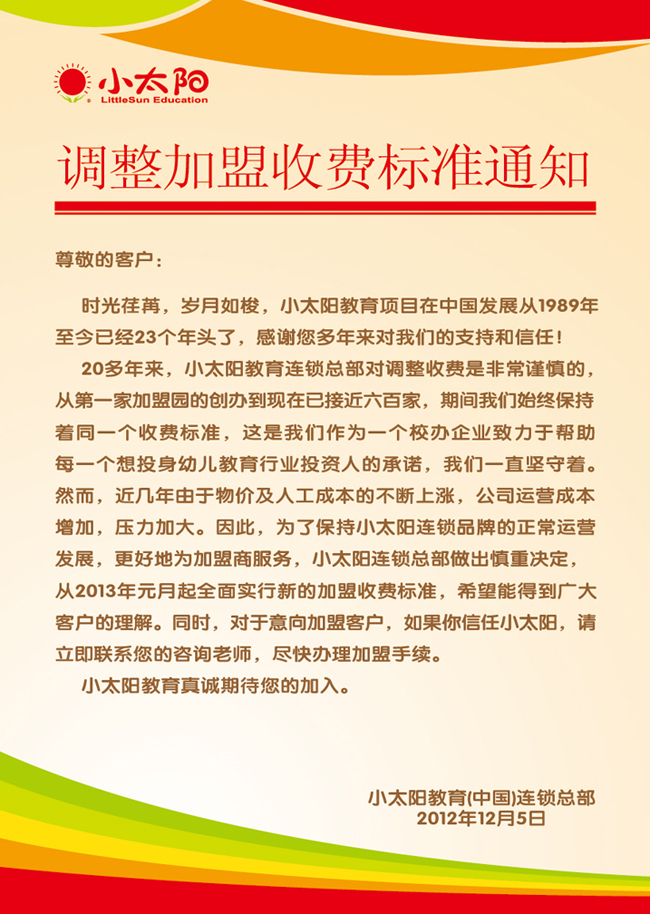 小太阳
LittleSun Education
调整加盟收费标准通知
尊敬的客户：
时光荏苒，岁月如梭，小太阳教育项目在中国发展从1989年
至今已经23个年头了，感谢您多年来对我们的支持和信任！
20多年来，小太阳教育连锁总部对调整收费是非常谨慎的，
从第一家加盟园的创办到现在已接近六百家，期间我们始终保持
着同一个收费标准，这是我们作为一个校办企业致力于帮助
每一个想投身幼儿教育行业投资人的承诺，我们一直坚守着。
然而，近几年由于物价及人工成本的不断上涨，公司运营成本
增加，压力加大。因此，为了保持小太阳连锁品牌的正常运营
发展，更好地为加盟商服务，小太阳连锁总部做出慎重决定，
从2013年元月起全面实行新的加盟收费标准，希望能得到广大
客户的理解。同时，对于意向加盟客户，如果你信任小太阳，请
立即联系您的咨询老师，尽快办理加盟手续。
小太阳教育真诚期待您的加入。
小太阳教育(中国)连锁总部
2012年12月5日